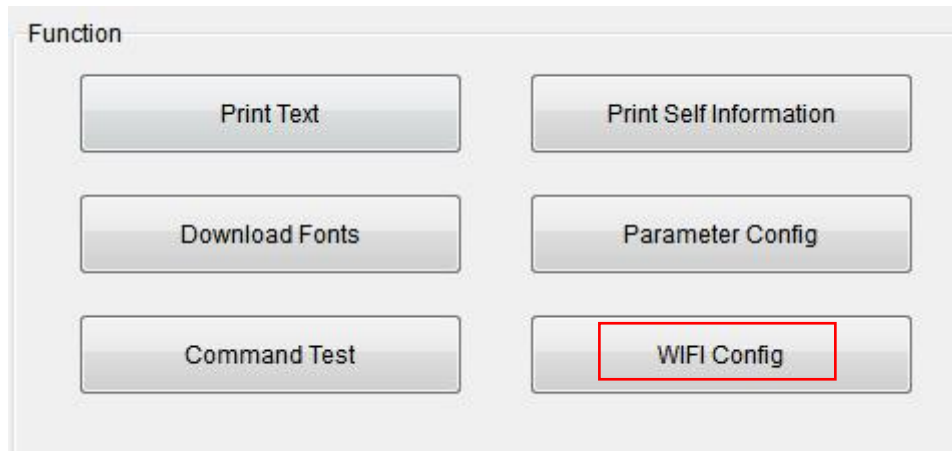 Function
Print Text
Print Self Information
Download Fonts
Parameter Config
Command Test
WIFI Config